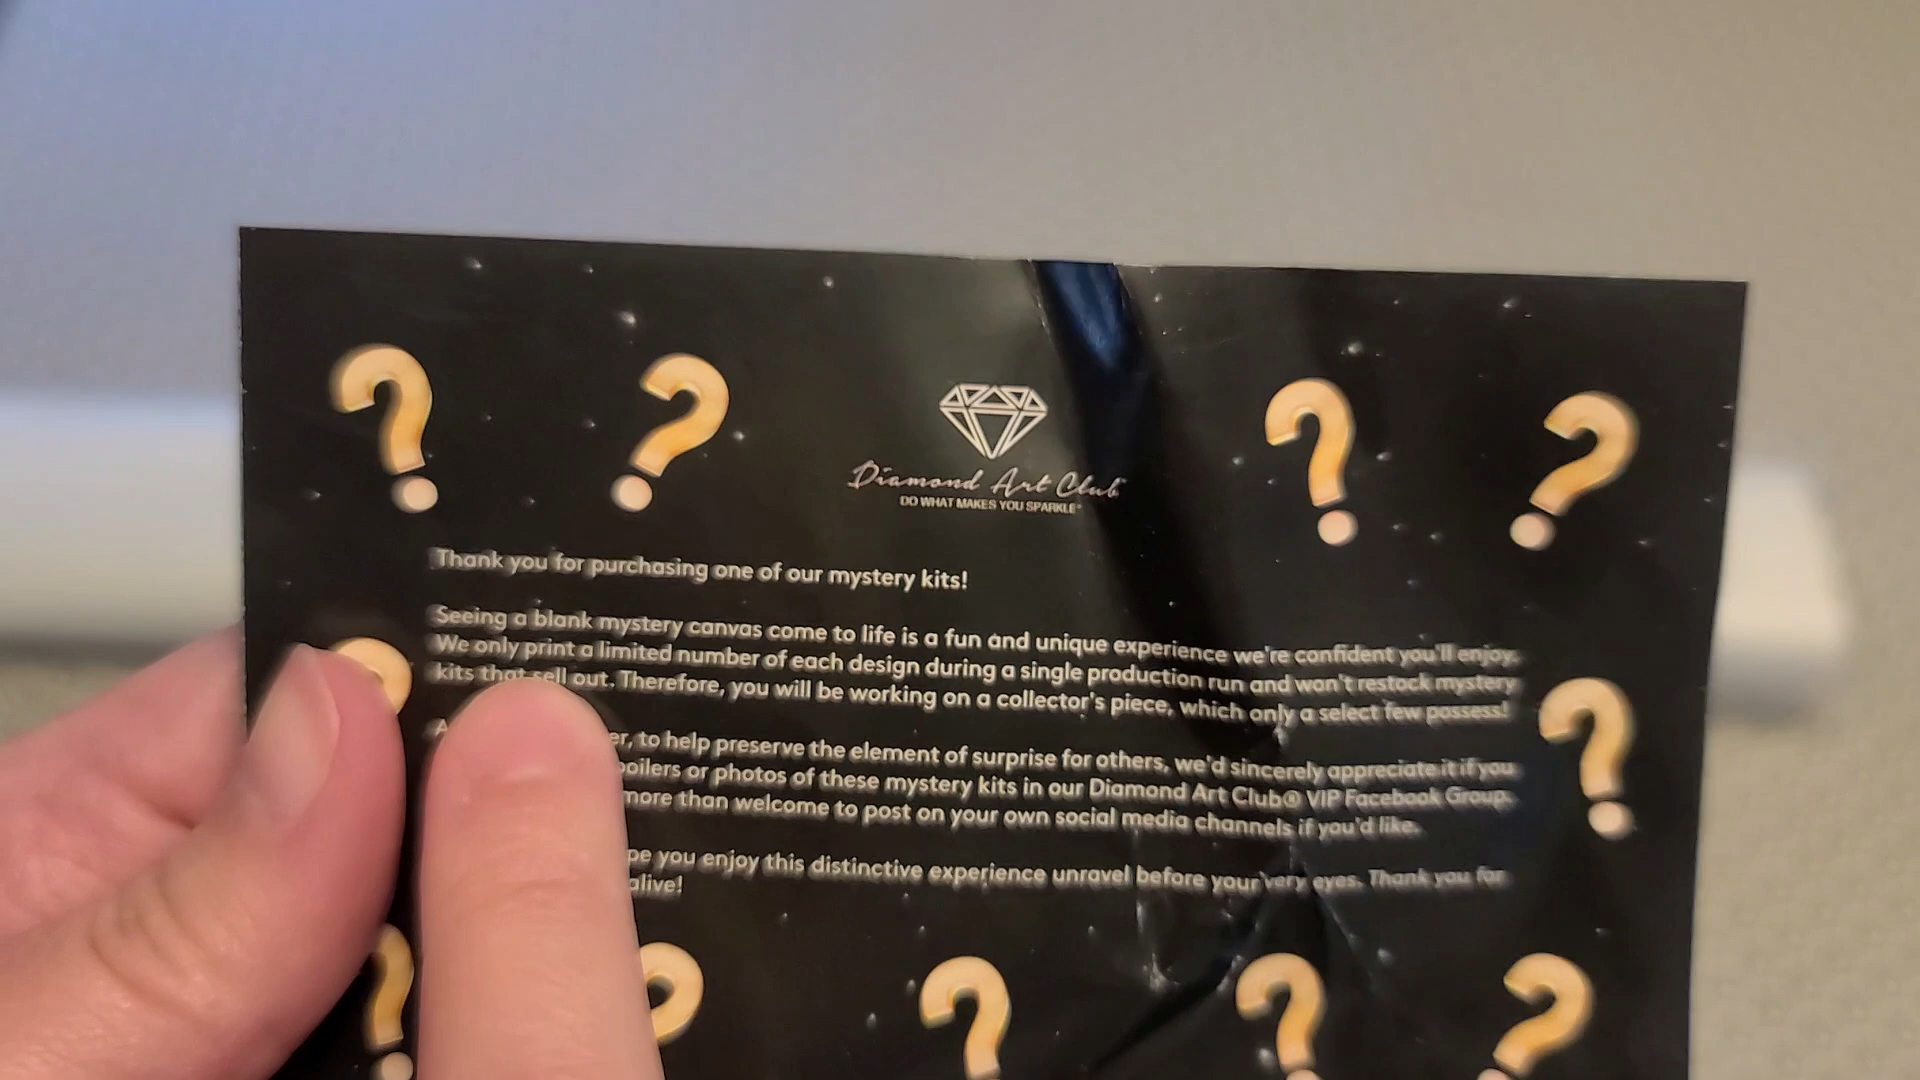 Diamond Art Club
DO WHAT MAKES YOU SPARKLE®
Thank you for purchasing one of our mystery kits!
Seeing a blank mystery canvas come to life is a fun and unique experience we're confident you'll enjoy.
We only print a limited number of each design during a single production run and won't restock mystery
kits that sell out. Therefore, you will be working on a collector's piece, which only a select few possess!
to help preserve the element of surprise for others, we'd sincerely appreciate it if you
or photos of these mystery kits in our Diamond Art Club® VIP Facebook Group.
more than welcome to post on your own social media channels if you'd like.
you enjoy this distinctive experience unravel before your very eyes. Thank you for
alive!